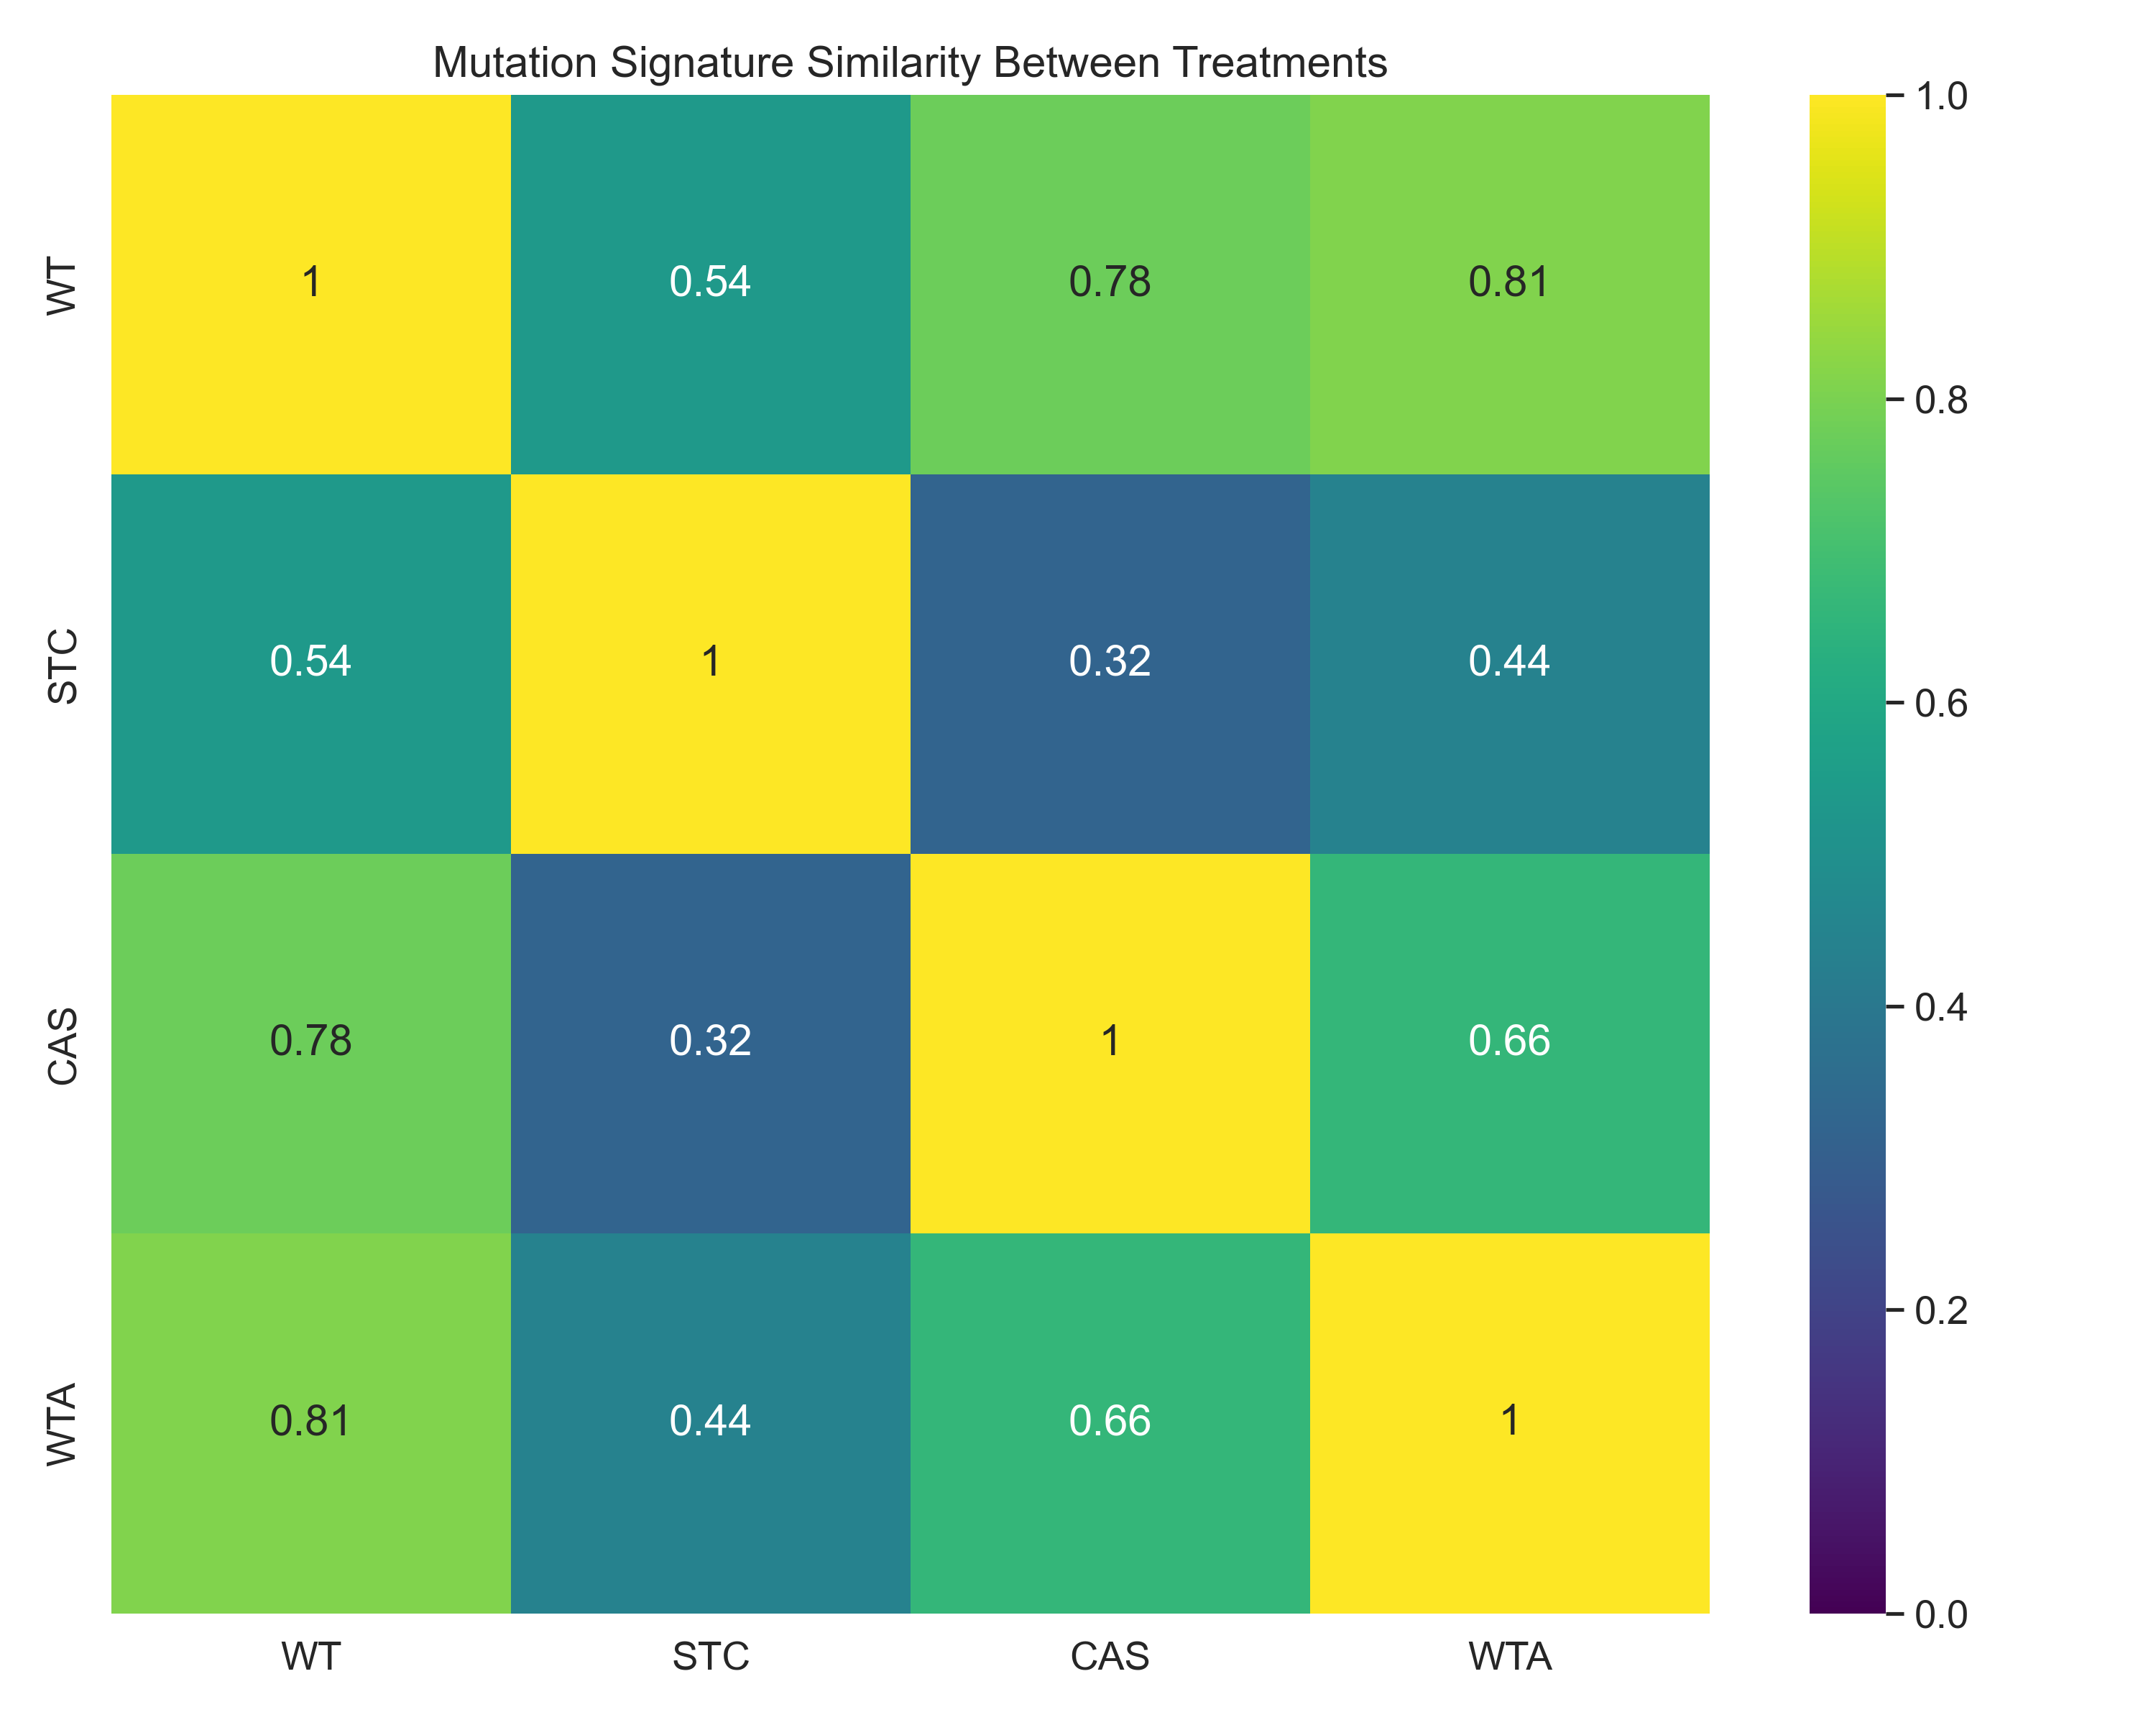 Mutation Signature Similarity Between Treatments
WT 1 0.54 0.78 0.81
STC 0.54 1 0.32 0.44
CAS 0.78 0.32 1 0.66
WTA 0.81 0.44 0.66 1
WT STC CAS WTA
1.0
0.8
0.6
0.4
0.2
0.0